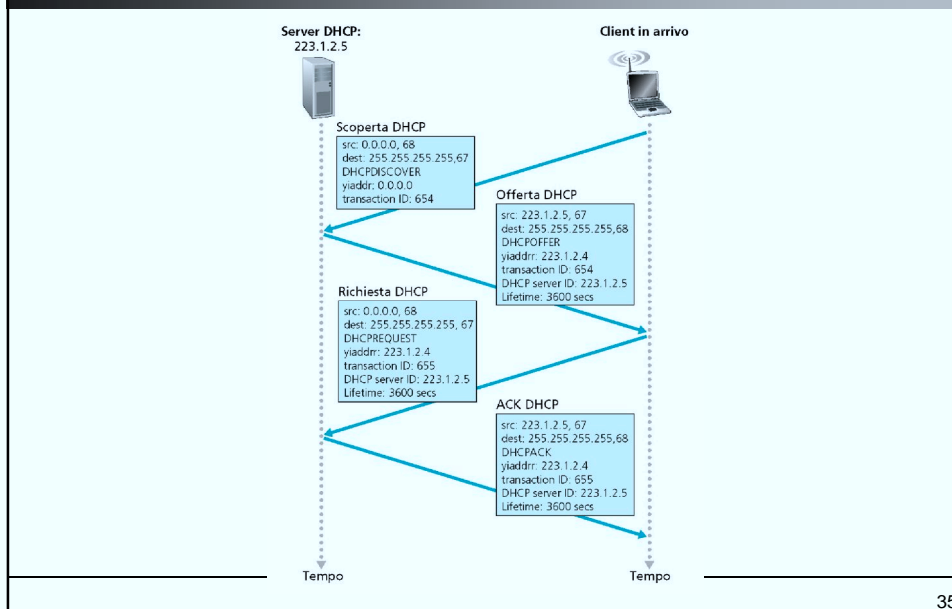 Server DHCP:
223.1.2.5
Client in arrivo
Scoperta DHCP
src: 0.0.0.0, 68
dest: 255.255.255.255,67
DHCPDISCOVER
yiaddr: 0.0.0.0
transaction ID: 654
Offerta DHCP
src: 223.1.2.5, 67
dest: 255.255.255.255,68
DHCPOFFER
yiaddrr: 223.1.2.4
transaction ID: 654
DHCP server ID: 223.1.2.5
Lifetime: 3600 secs
Richiesta DHCP
src: 0.0.0.0, 68
dest: 255.255.255.255, 67
DHCPREQUEST
yiaddrr: 223.1.2.4
transaction ID: 655
DHCP server ID: 223.1.2.5
Lifetime: 3600 secs
ACK DHCP
src: 223.1.2.5, 67
dest: 255.255.255.255,68
DHCPACK
yiaddrr: 223.1.2.4
transaction ID: 655
DHCP server ID: 223.1.2.5
Lifetime: 3600 secs
Tempo
Tempo
35